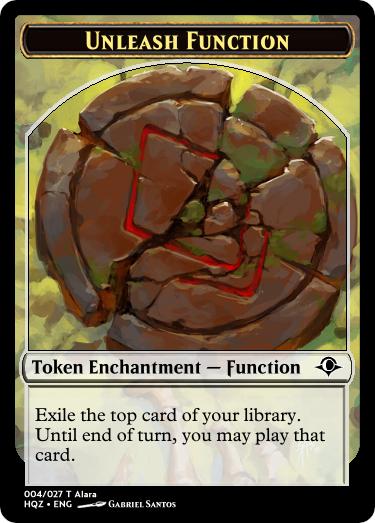 Unleash Function
Token Enchantment — Function
Exile the top card of your library.
Until end of turn, you may play that
card.
004/027 T Alara
HQZ • ENG Gabriel Santos